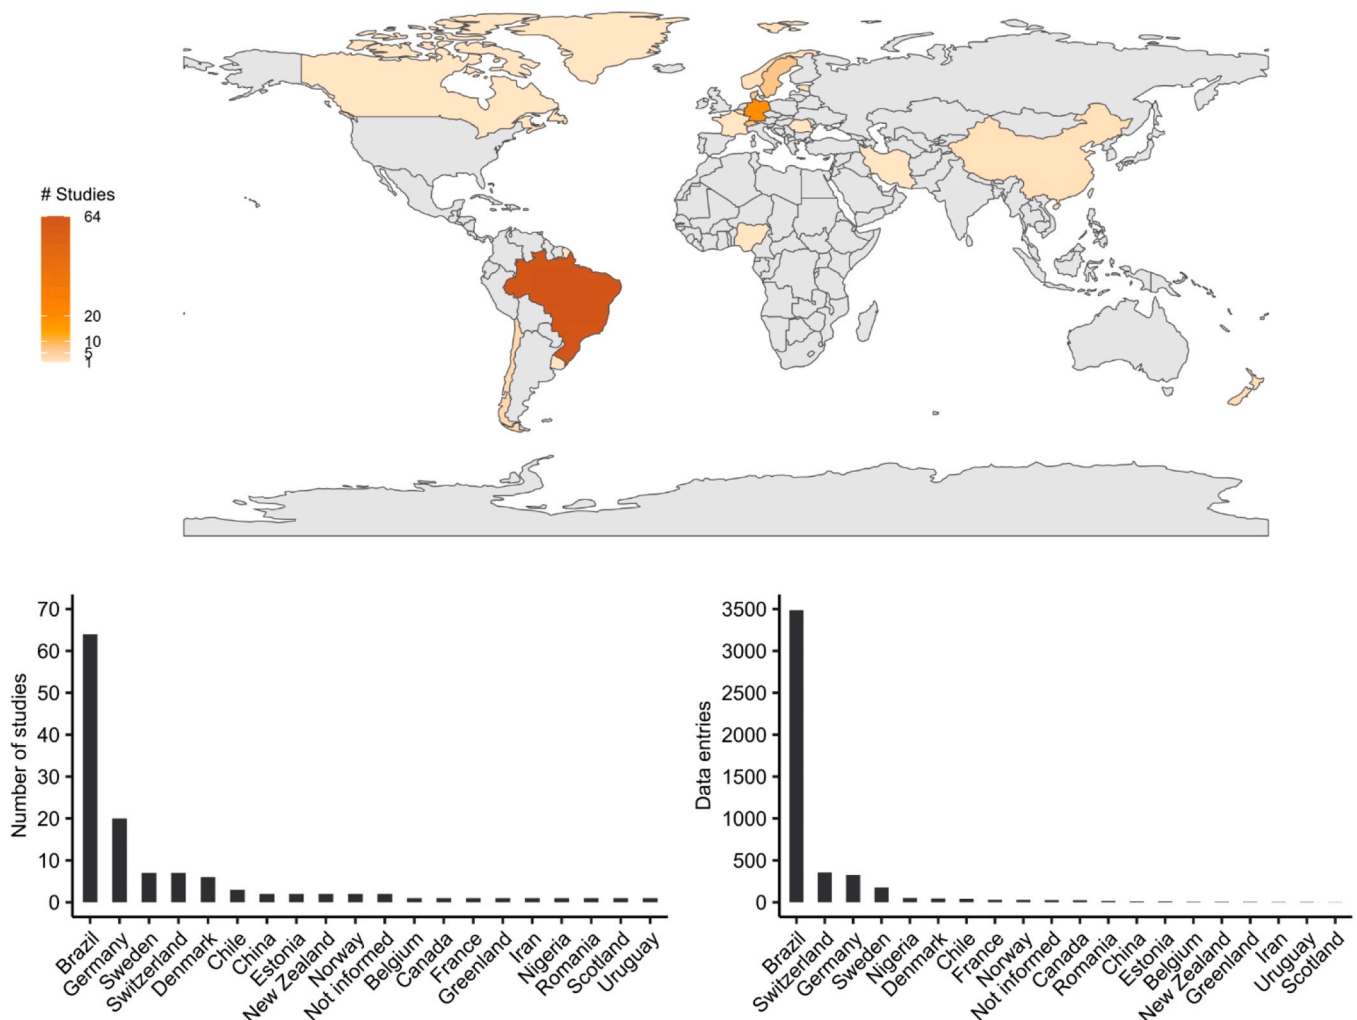 # Studies
64
20
10
5
1
70
60
50
40
30
20
10
0
Number of studies
Brazil
Germany
Sweden
Switzerland
Denmark
Chile
China
Estonia
New Zealand
Norway
Not informed
Belgium
Canada
France
Greenland
Iran
Nigeria
Romania
Scotland
Uruguay
3500
3000
2500
2000
1500
1000
500
0
Data entries
Brazil
Switzerland
Germany
Sweden
Nigeria
Denmark
Chile
France
Norway
Not informed
Canada
Romania
China
Estonia
Belgium
New Zealand
Greenland
Iran
Uruguay
Scotland